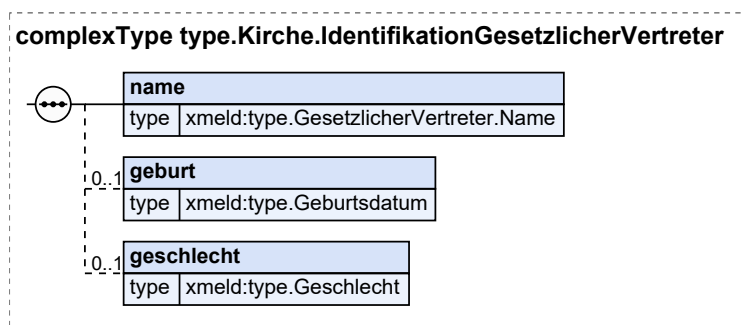 complexType type.Kirche.IdentifikationGesetzlicherVertreter
name
type xmeld:type.GesetzlicherVertreter.Name
0..1 geburt
type xmeld:type.Geburtsdatum
0..1 geschlecht
type xmeld:type.Geschlecht